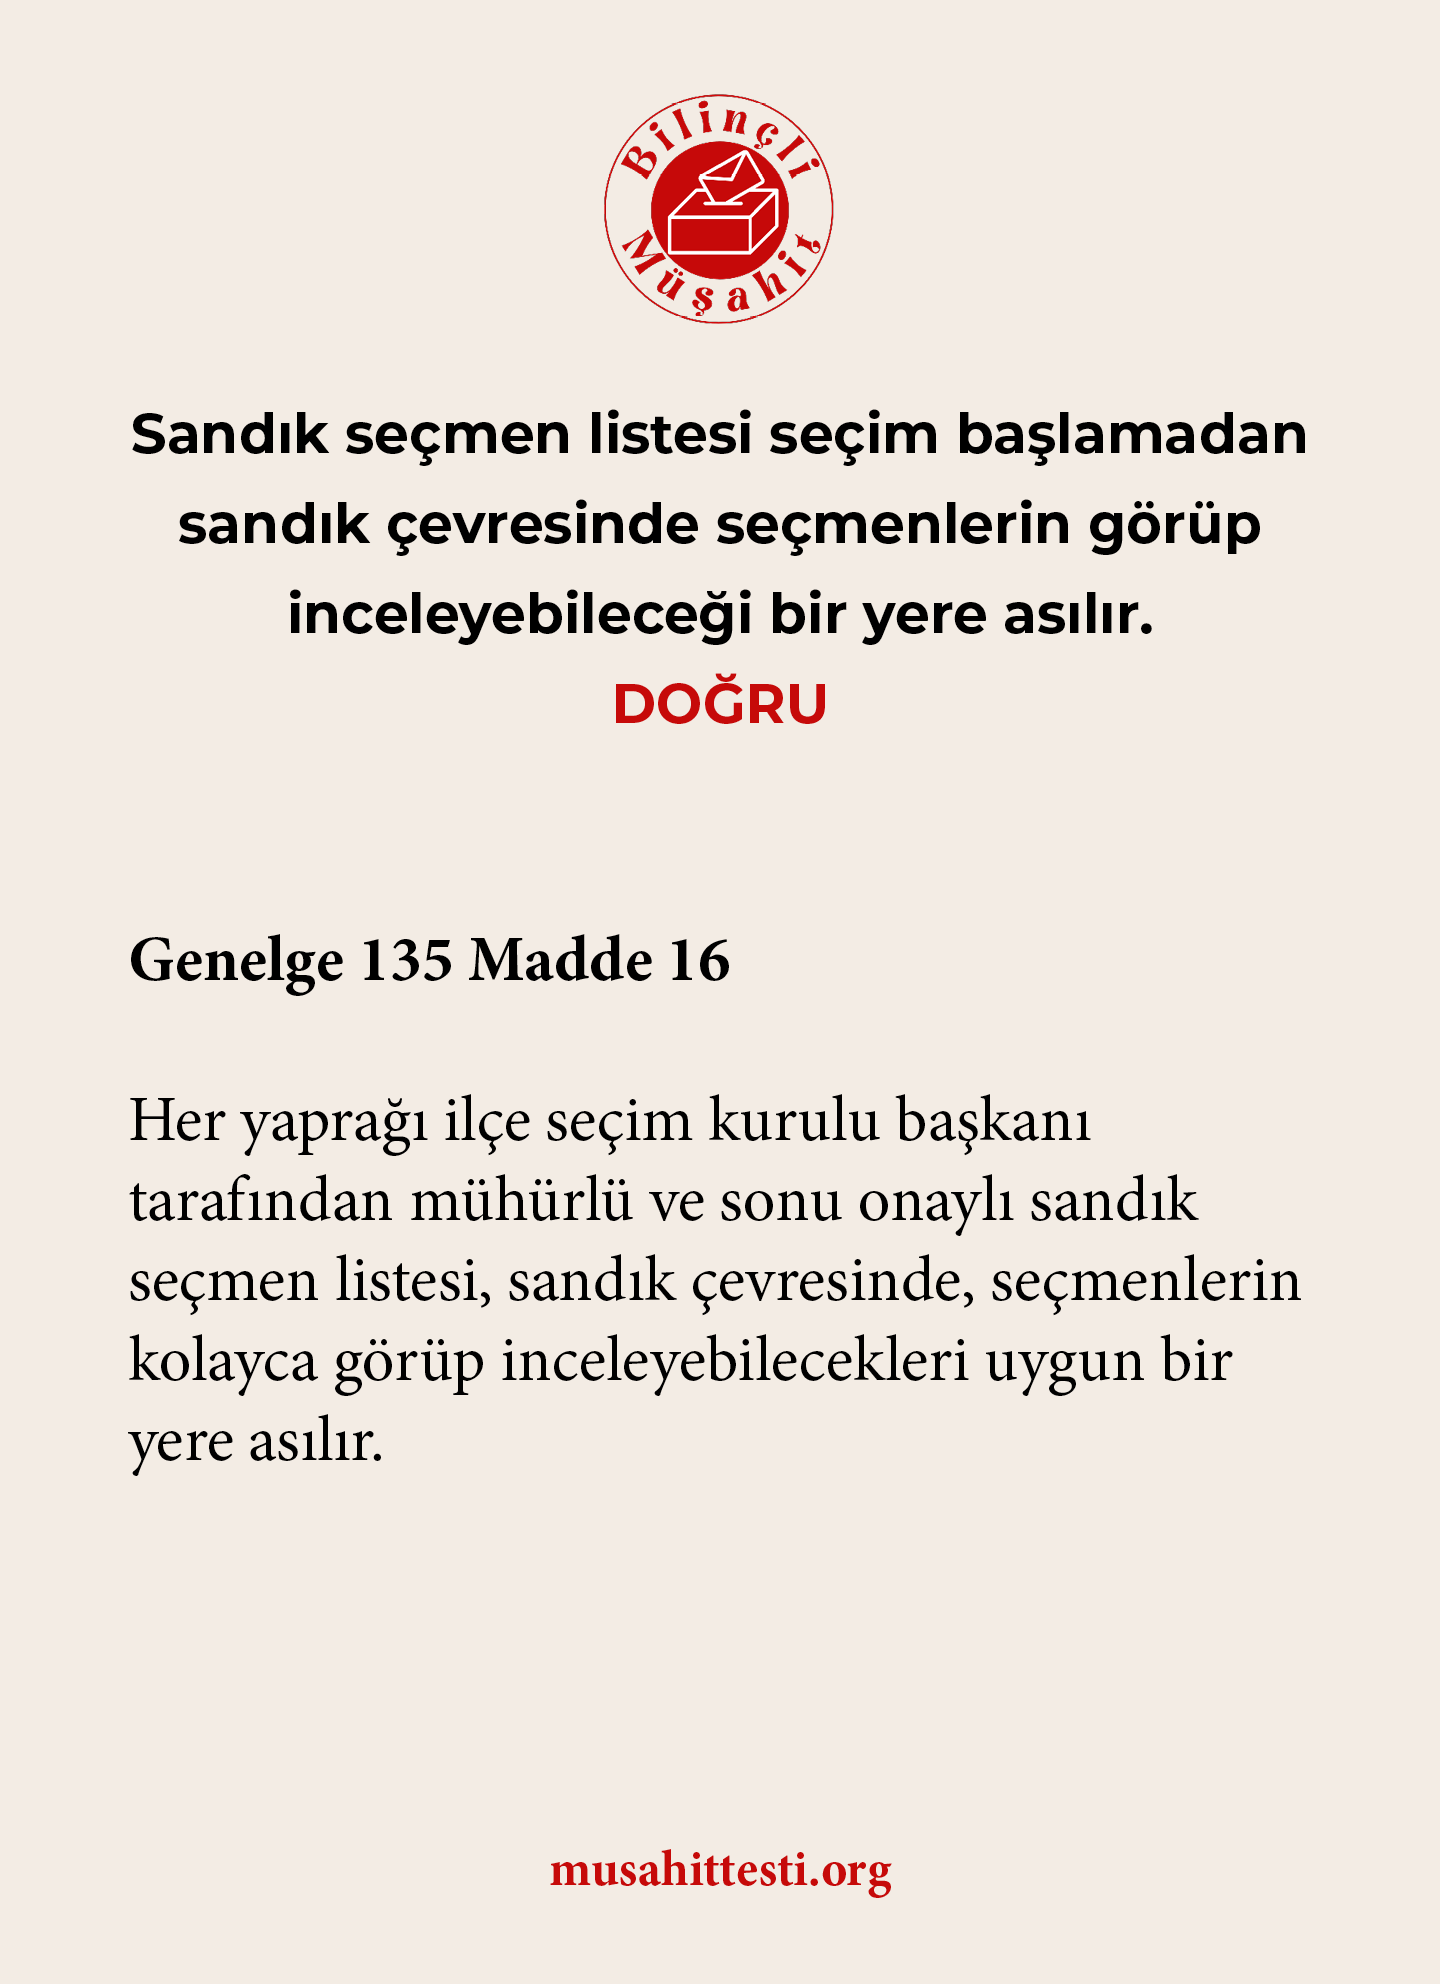 Bilinçli
Müşahit
Sandık seçmen listesi seçim başlamadan
sandık çevresinde seçmenlerin görüp
inceleyebileceği bir yere asılır.
DOĞRU
Genelge 135 Madde 16
Her yaprağı ilçe seçim kurulu başkanı
tarafından mühürlü ve sonu onaylı sandık
seçmen listesi, sandık çevresinde, seçmenlerin
kolayca görüp inceleyebilecekleri uygun bir
yere asılır.
musahittesti.org